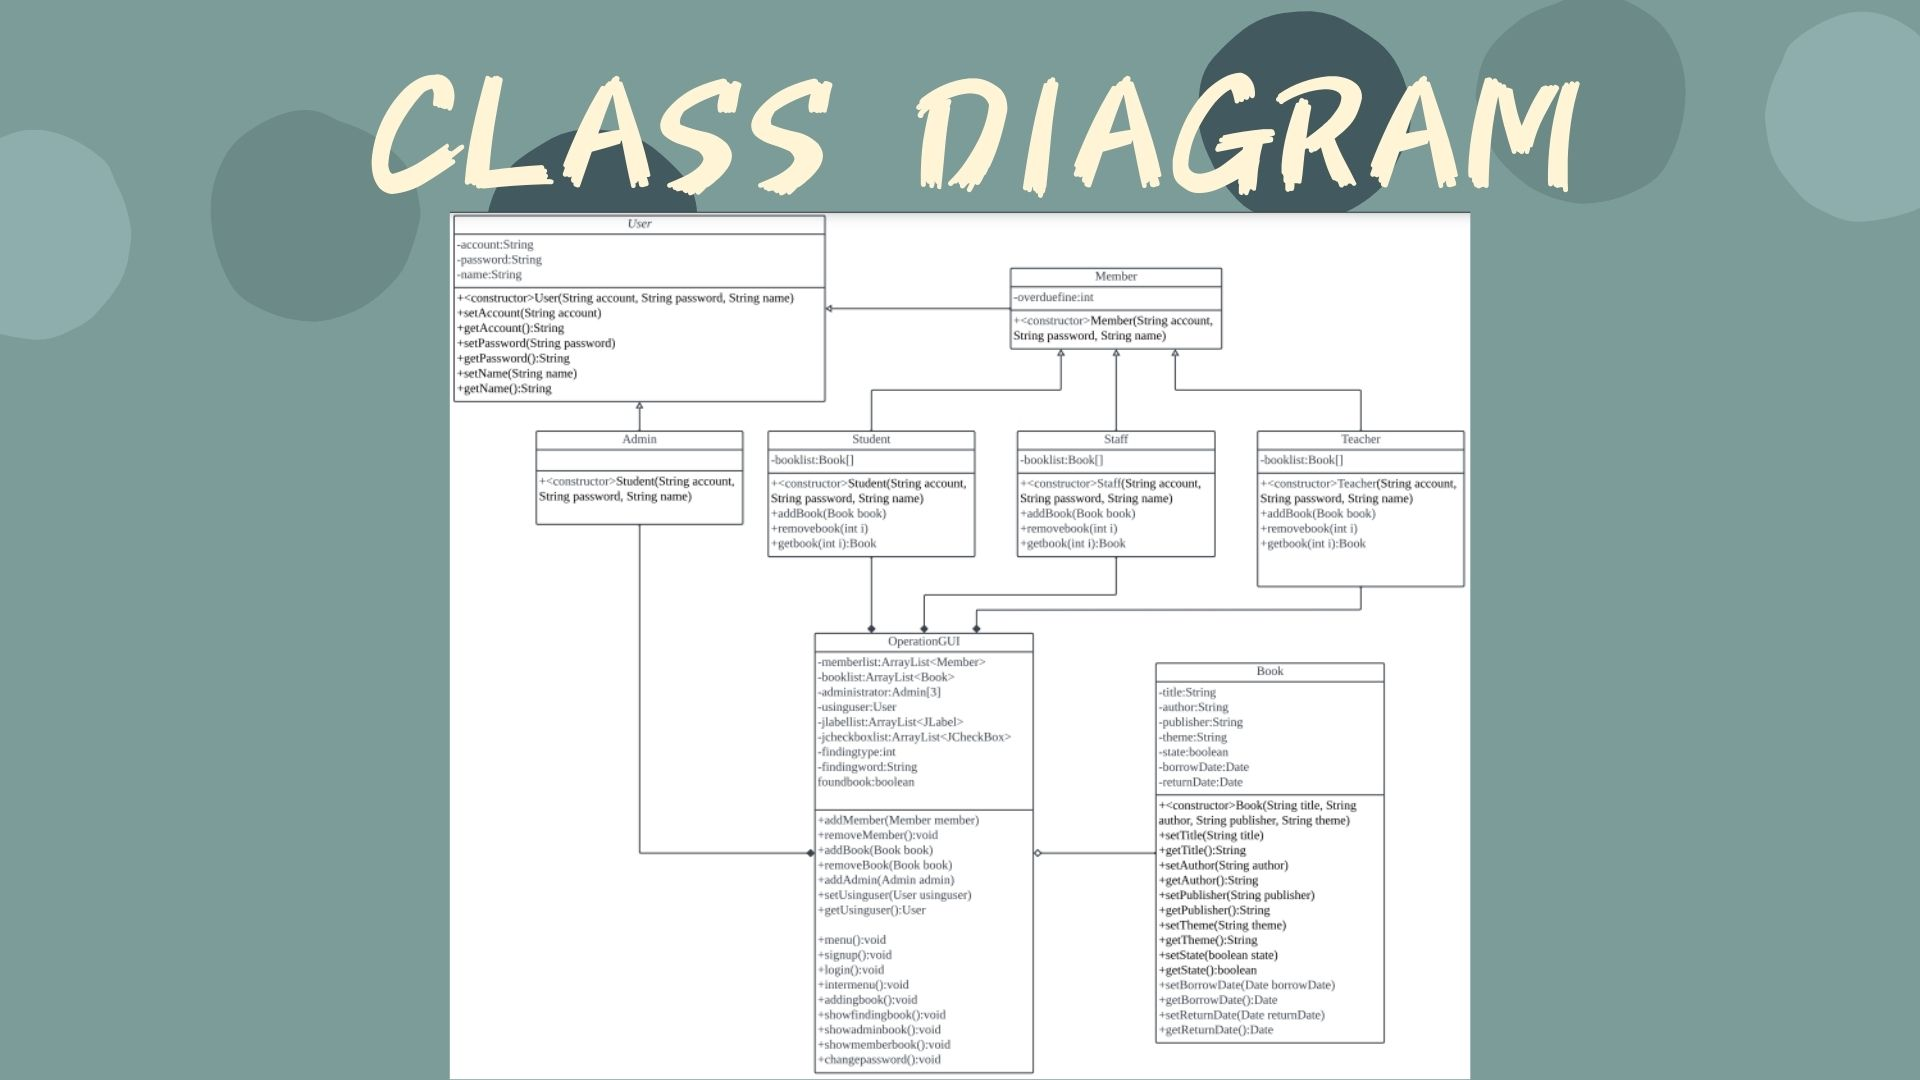 CLASS DIAGRAM
User
-account:String
-password:String
-name:String
+<constructor>User(String account, String password, String name)
+setAccount(String account)
+getAccount():String
+setPassword(String password)
+getPassword():String
+setName(String name)
+getName():String
Member
-overduefine:int
+<constructor>Member(String account,
String password, String name)
Admin
+<constructor>Student(String account,
String password, String name)
Student
-booklist:Book[]
+<constructor>Student(String account,
String password, String name)
+addBook(Book book)
+removebook(int i)
+getbook(int i):Book
Staff
-booklist:Book[]
+<constructor>Staff(String account,
String password, String name)
+addBook(Book book)
+removebook(int i)
+getbook(int i):Book
Teacher
-booklist:Book[]
+<constructor>Teacher(String account,
String password, String name)
+addBook(Book book)
+removebook(int i)
+getbook(int i):Book
OperationGUI
-memberlist:ArrayList<Member>
-booklist:ArrayList<Book>
-administrator:Admin[3]
-usinguser:User
-jlabellist:ArrayList<JLabel>
-jcheckboxlist:ArrayList<JCheckBox>
-findingtype:int
-findingword:String
foundbook:boolean
+addMember(Member member)
+removeMember():void
+addBook(Book book)
+removeBook(Book book)
+addAdmin(Admin admin)
+setUsinguser(User usinguser)
+getUsinguser():User
+menu():void
+signup():void
+login():void
+intermenu():void
+addingbook():void
+showfindingbook():void
+showadminbook():void
+showmemberbook():void
+changepassword():void
Book
-title:String
-author:String
-publisher:String
-theme:String
-state:boolean
-borrowDate:Date
-returnDate:Date
+<constructor>Book(String title, String
author, String publisher, String theme)
+setTitle(String title)
+getTitle():String
+setAuthor(String author)
+getAuthor():String
+setPublisher(String publisher)
+getPublisher():String
+setTheme(String theme)
+getTheme():String
+setState(boolean state)
+getState():boolean
+setBorrowDate(Date borrowDate)
+getBorrowDate():Date
+setReturnDate(Date returnDate)
+getReturnDate():Date